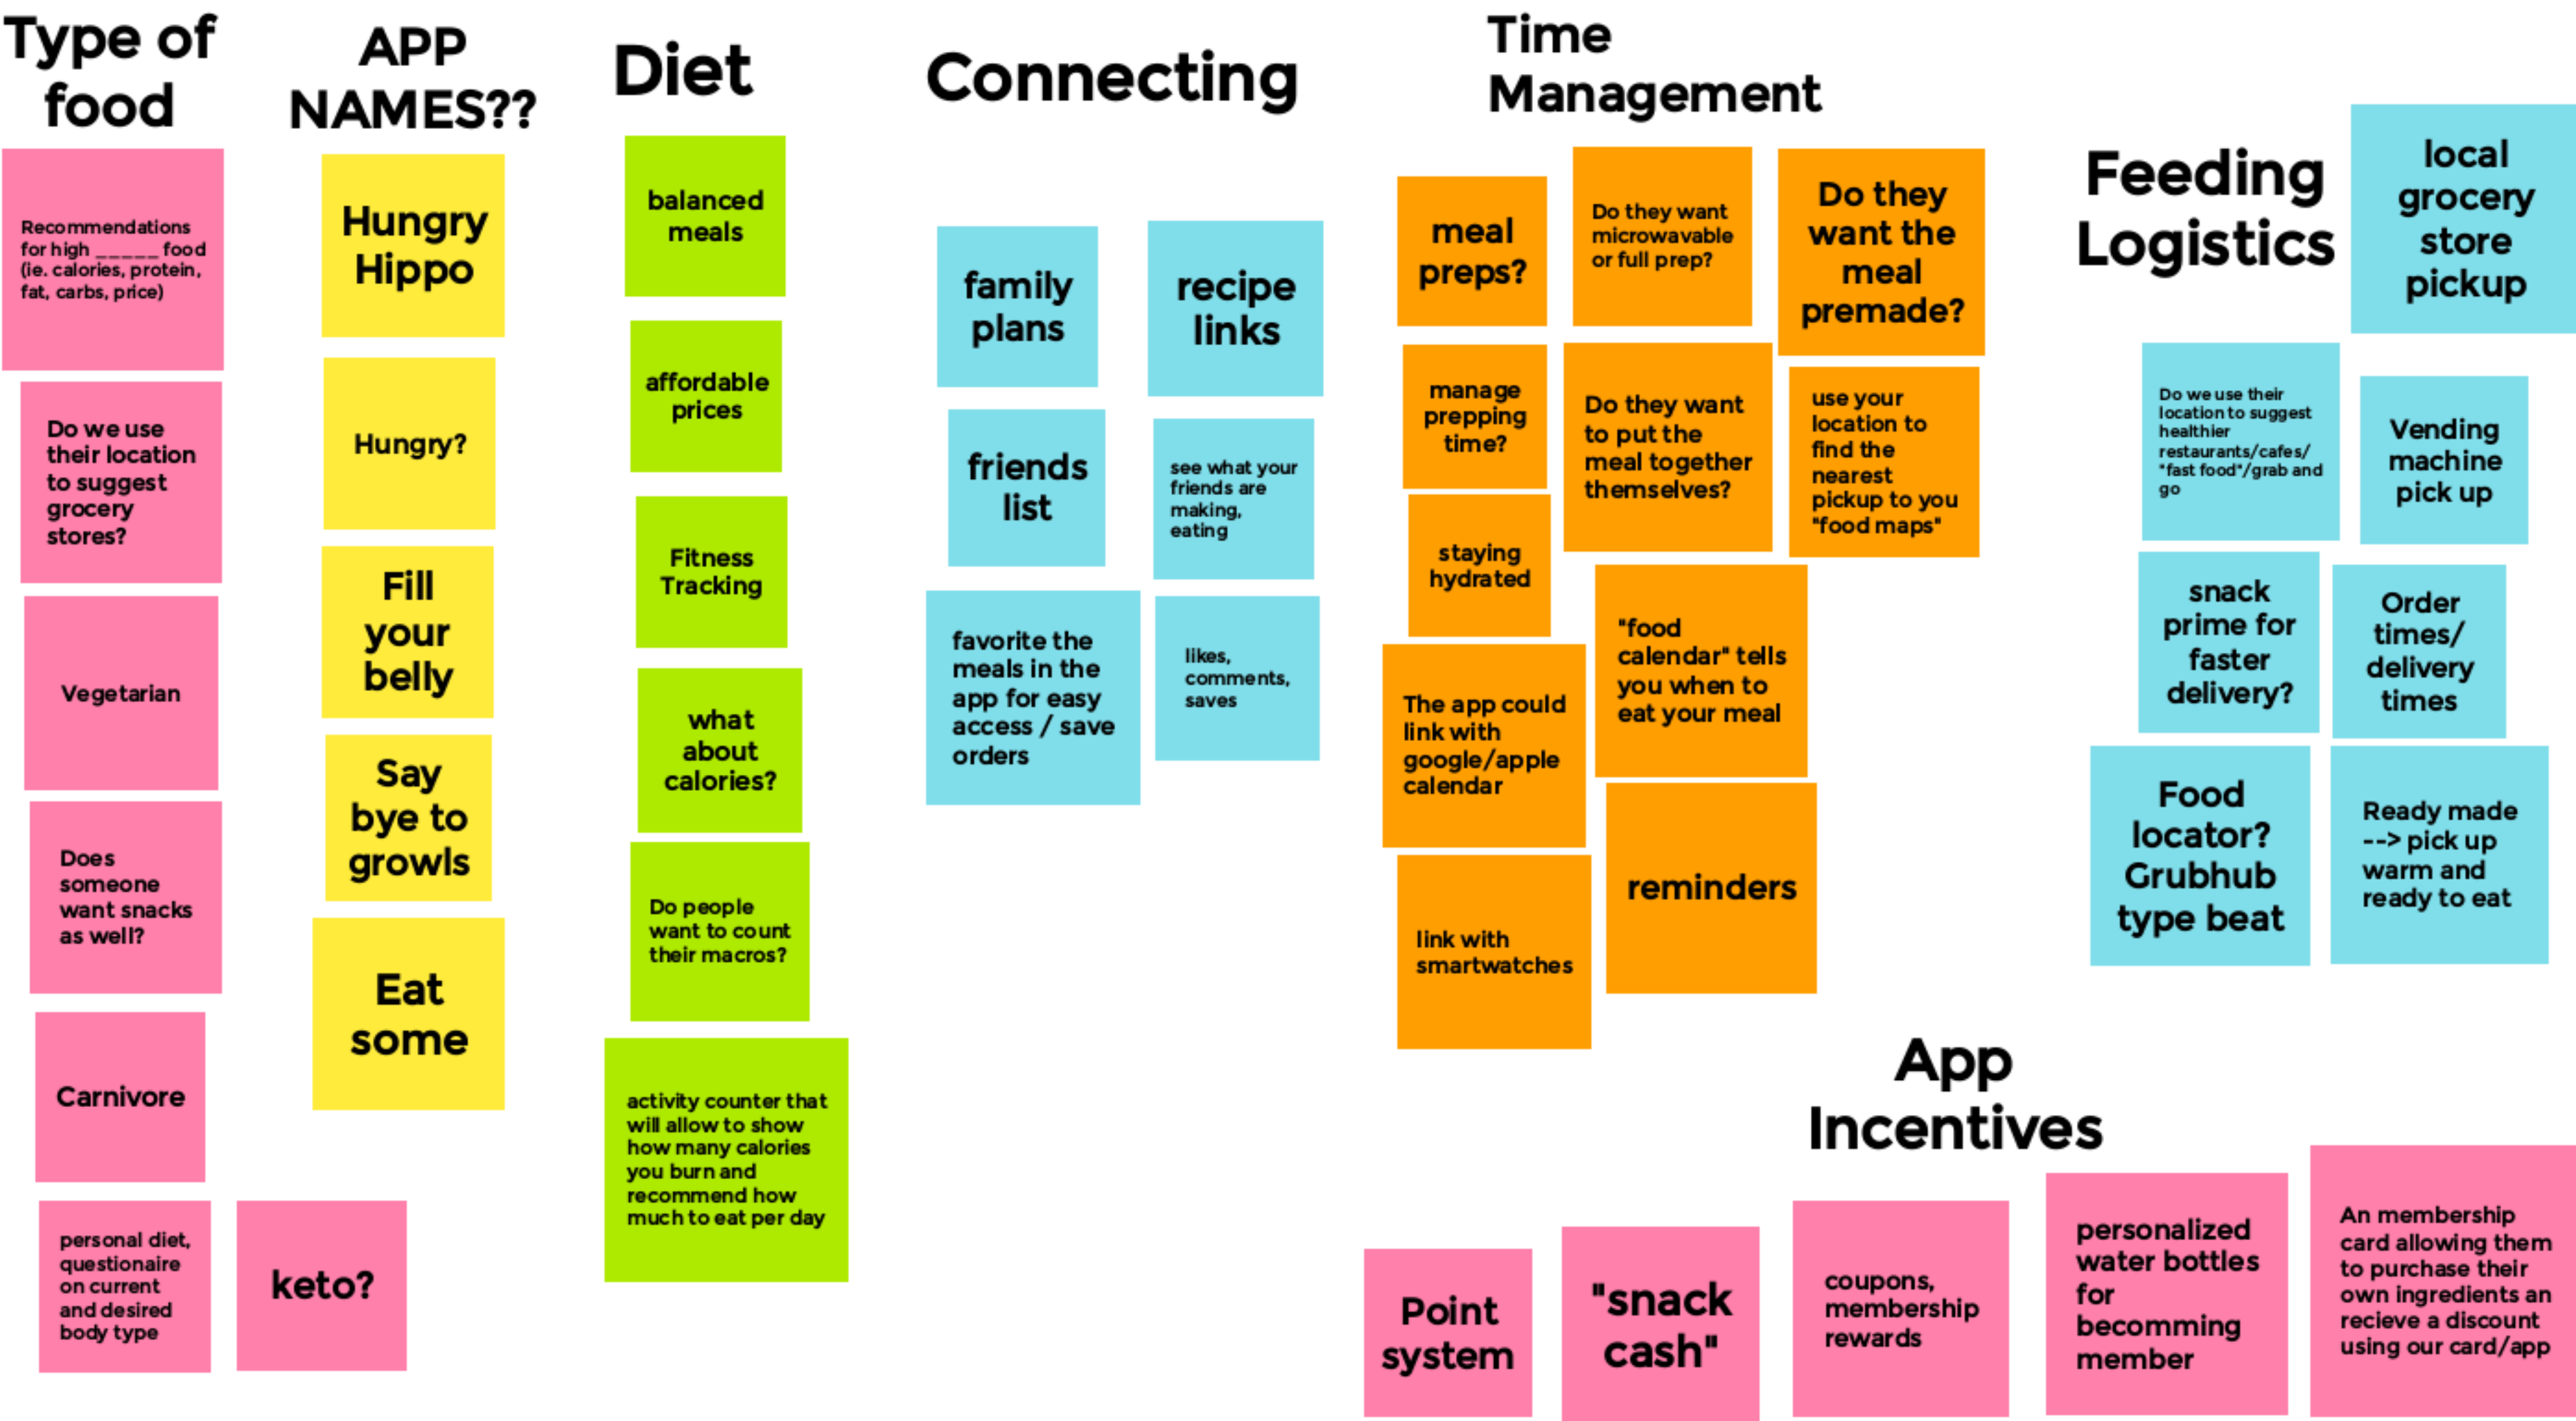 Type of
food
Recommendations
for high _____ food
(ie. calories, protein,
fat, carbs, price)
Do we use
their location
to suggest
grocery
stores?
Vegetarian
Does
someone
want snacks
as well?
Carnivore
personal diet,
questionaire
on current
and desired
body type
keto?
APP
NAMES??
Hungry
Hippo
Hungry?
Fill
your
belly
Say
bye to
growls
Eat
some
Diet
balanced
meals
affordable
prices
Fitness
Tracking
what
about
calories?
Do people
want to count
their macros?
activity counter that
will allow to show
how many calories
you burn and
recommend how
much to eat per day
Connecting
family
plans
recipe
links
friends
list
see what your
friends are
making,
eating
favorite the
meals in the
app for easy
access / save
orders
likes,
comments,
saves
Time
Management
meal
preps?
Do they want
microwavable
or full prep?
Do they
want the
meal
premade?
manage
prepping
time?
Do they want
to put the
meal together
themselves?
use your
location to
find the
nearest
pickup to you
"food maps"
staying
hydrated
"food
calendar" tells
you when to
eat your meal
The app could
link with
google/apple
calendar
reminders
link with
smartwatches
Feeding
Logistics
local
grocery
store
pickup
Do we use their
location to suggest
healthier
restaurants/cafes/
"fast food"/grab and
go
Vending
machine
pick up
snack
prime for
faster
delivery?
Order
times/
delivery
times
Food
locator?
Grubhub
type beat
Ready made
--> pick up
warm and
ready to eat
App
Incentives
Point
system
"snack
cash"
coupons,
membership
rewards
personalized
water bottles
for
becomming
member
An membership
card allowing them
to purchase their
own ingredients an
recieve a discount
using our card/app